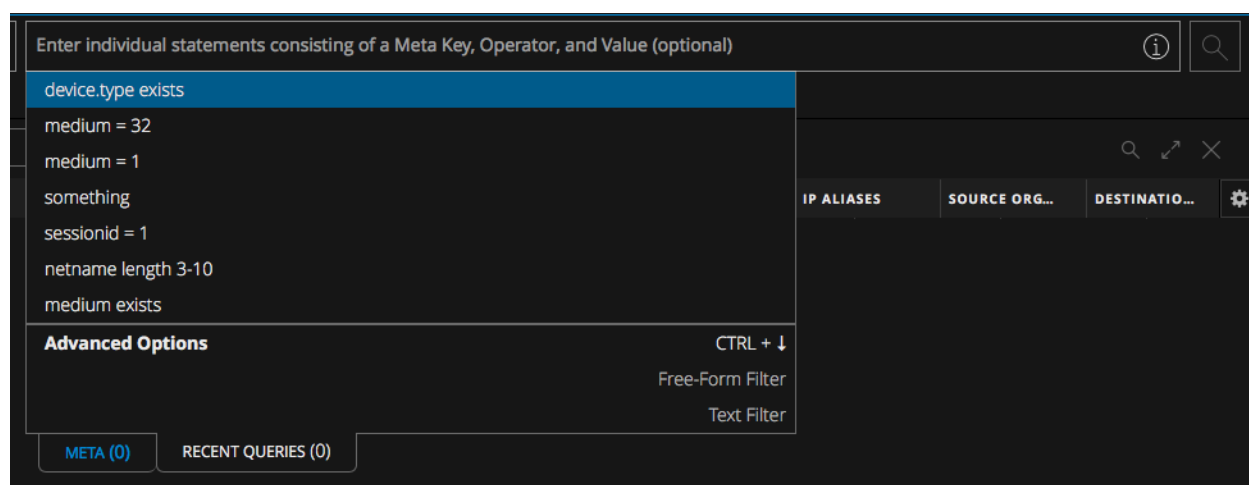 Enter individual statements consisting of a Meta Key, Operator, and Value (optional)
device.type exists
medium = 32
medium = 1
something
sessionid = 1
netname length 3-10
medium exists
IP ALIASES SOURCE ORG... DESTINATIO...
Advanced Options CTRL + ↓
Free-Form Filter
Text Filter
META (0) RECENT QUERIES (0)